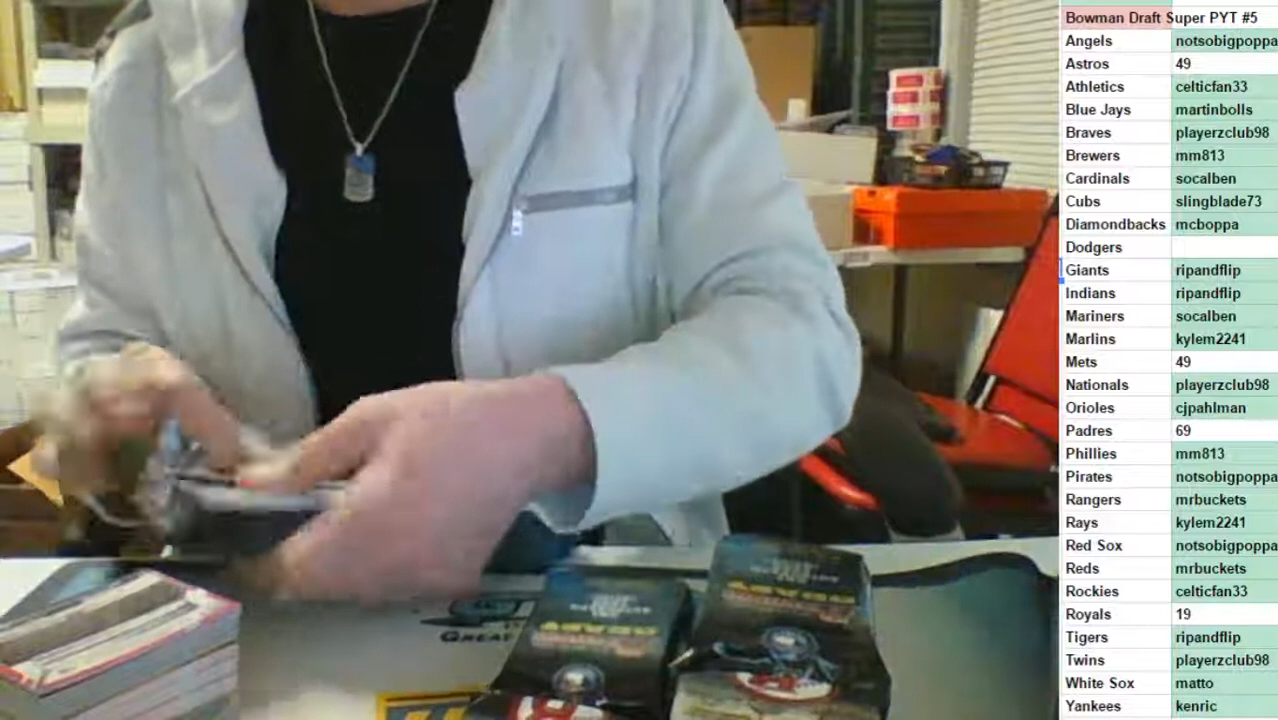 Bowman Draft Super PYT #5
Angels notsobigpoppa
Astros 49
Athletics celticfan33
Blue Jays martinbolls
Braves playerzclub98
Brewers mm813
Cardinals socalben
Cubs slingblade73
Diamondbacks mcboppa
Dodgers
Giants ripandflip
Indians ripandflip
Mariners socalben
Marlins kylem2241
Mets 49
Nationals playerzclub98
Orioles cjpahlman
Padres 69
Phillies mm813
Pirates notsobigpoppa
Rangers mrbuckets
Rays kylem2241
Red Sox notsobigpoppa
Reds mrbuckets
Rockies celticfan33
Royals 19
Tigers ripandflip
Twins playerzclub98
White Sox matto
Yankees kenric
GREAT